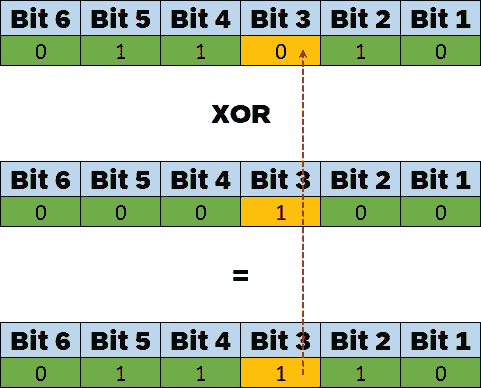 Bit 6 Bit 5 Bit 4 Bit 3 Bit 2 Bit 1
0 1 1 0 1 0
XOR
Bit 6 Bit 5 Bit 4 Bit 3 Bit 2 Bit 1
0 0 0 1 0 0
=
Bit 6 Bit 5 Bit 4 Bit 3 Bit 2 Bit 1
0 1 1 1 1 0